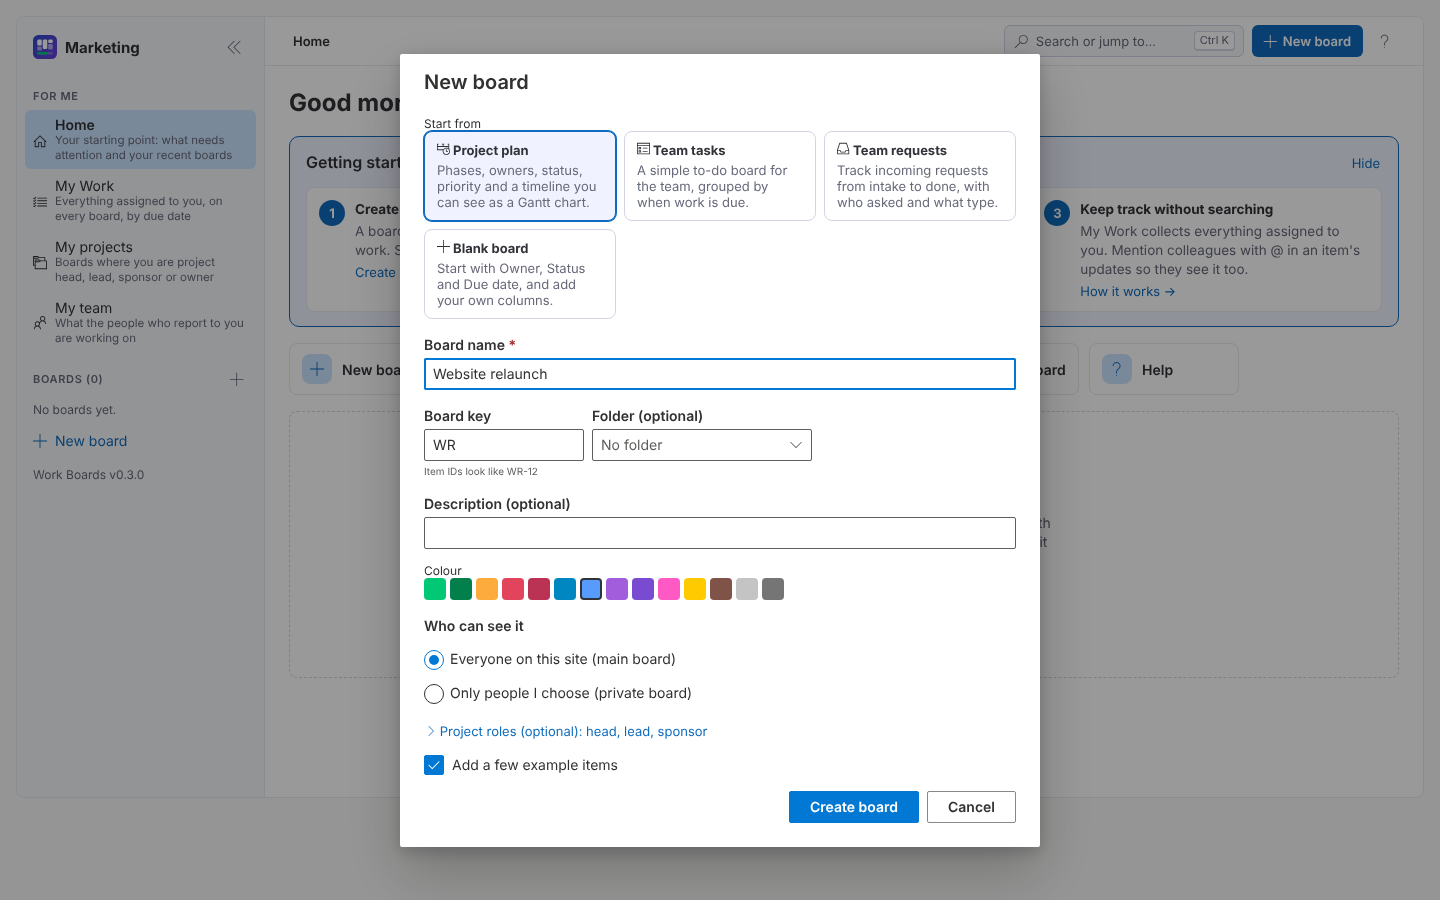 Marketing
Home
Search or jump to...
Ctrl K
New board
?
FOR ME
Home
Your starting point: what needs
attention and your recent boards
My Work
Everything assigned to you, on
every board, by due date
My projects
Boards where you are project
head, lead, sponsor or owner
My team
What the people who report to you
are working on
BOARDS (0)
No boards yet.
New board
Work Boards v0.3.0
Good
Getting
Hide
1
Create
Create
3
Keep track without searching
My Work collects everything assigned to
you. Mention colleagues with @ in an item's
updates so they see it too.
How it works →
New
?
Help
New board
Start from
Project plan
Phases, owners, status,
priority and a timeline you
can see as a Gantt chart.
Team tasks
A simple to-do board for
the team, grouped by
when work is due.
Team requests
Track incoming requests
from intake to done, with
who asked and what type.
Blank board
Start with Owner, Status
and Due date, and add
your own columns.
Board name *
Website relaunch
Board key
Folder (optional)
WR
No folder
Item IDs look like WR-12
Description (optional)
Colour
Who can see it
Everyone on this site (main board)
Only people I choose (private board)
Project roles (optional): head, lead, sponsor
Add a few example items
Create board
Cancel